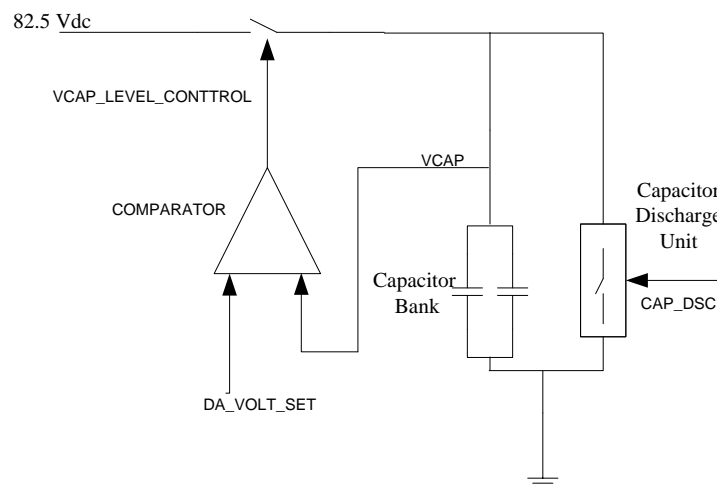 82.5 Vdc
VCAP_LEVEL_CONTTROL
VCAP
COMPARATOR
Capacitor
Discharge
Unit
Capacitor
Bank
CAP_DSC
DA_VOLT_SET